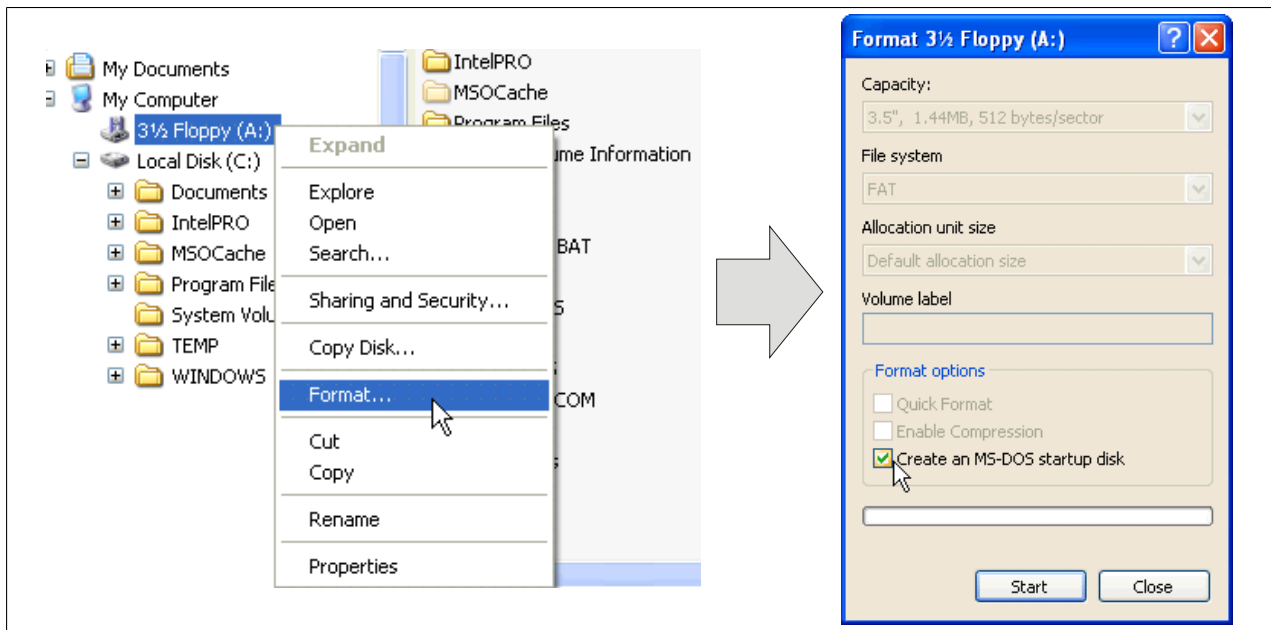 My Documents
My Computer
3½ Floppy (A:)
Local Disk (C:)
Documents
IntelPRO
MSOCache
Program File
System Volu
TEMP
WINDOWS
IntelPRO
MSOCache
Program Files
ume Information
BAT
COM
Expand
Explore
Open
Search...
Sharing and Security...
Copy Disk...
Format...
Cut
Copy
Rename
Properties
Format 3½ Floppy (A:)
Capacity:
3.5", 1.44MB, 512 bytes/sector
File system
FAT
Allocation unit size
Default allocation size
Volume label
Format options
Quick Format
Enable Compression
Create an MS-DOS startup disk
Start
Close